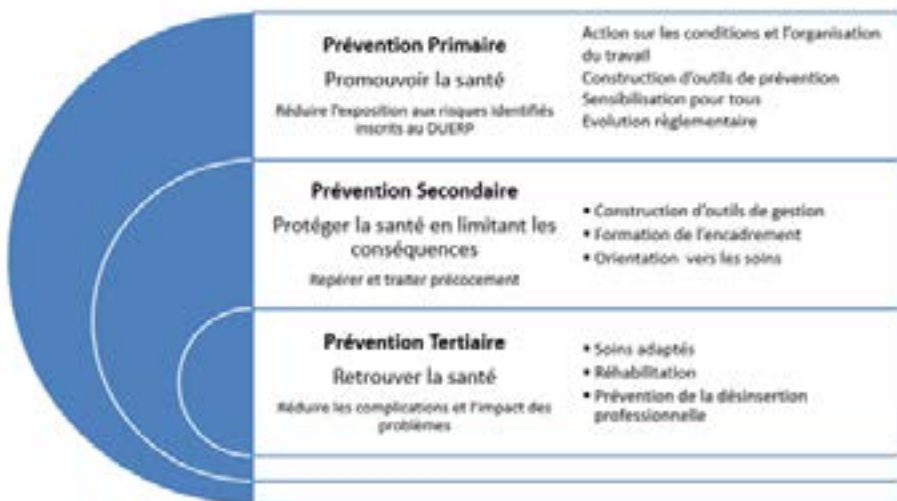 Prévention Primaire
Promouvoir la santé
Réduire l'exposition aux risques identifiés
inscrits au DUERP
Action sur les conditions et l'organisation
du travail
Construction d'outils de prévention
Sensibilisation pour tous
Evolution règlementaire
Prévention Secondaire
Protéger la santé en limitant les
conséquences
Repérer et traiter précocement
• Construction d'outils de gestion
• Formation de l'encadrement
• Orientation vers les soins
Prévention Tertiaire
Retrouver la santé
Réduire les complications et l'impact des
problèmes
• Soins adaptés
• Réhabilitation
• Prévention de la désinsertion
professionnelle